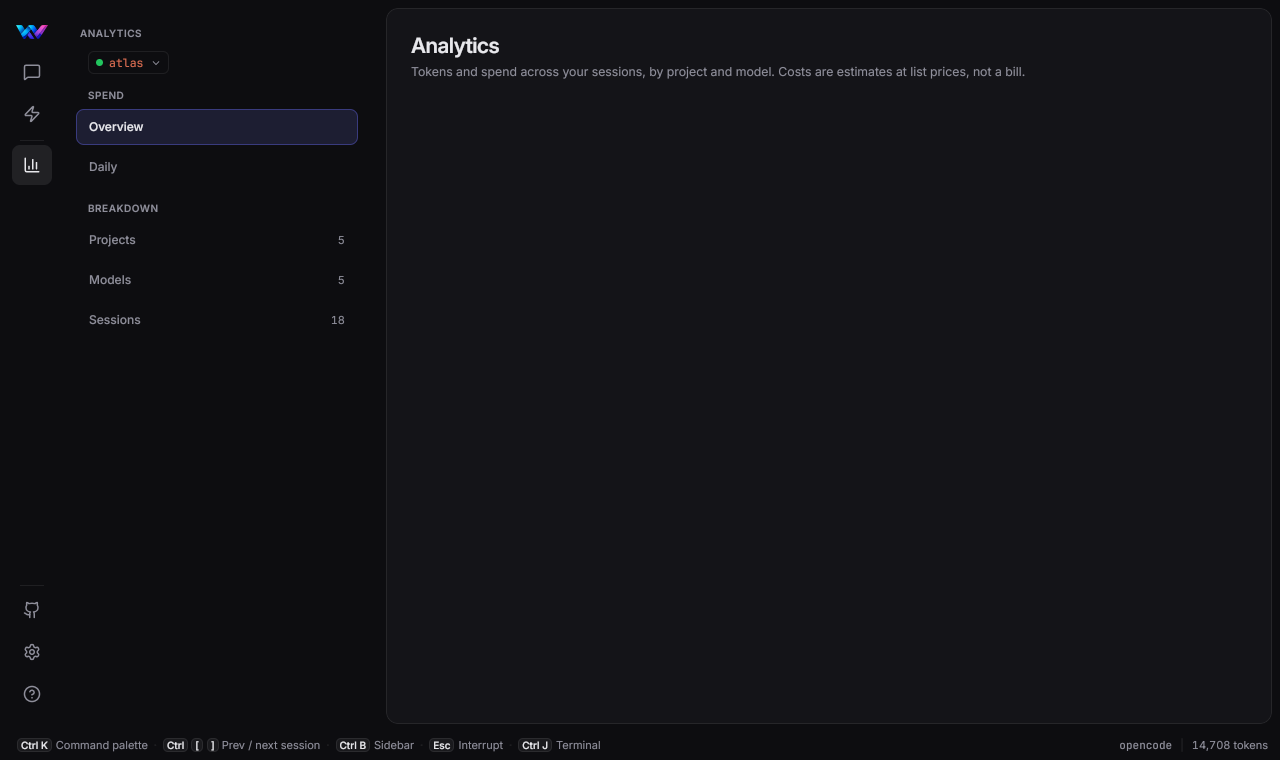 ANALYTICS
atlas
SPEND
Overview
Daily
BREAKDOWN
Projects 5
Models 5
Sessions 18
Analytics
Tokens and spend across your sessions, by project and model. Costs are estimates at list prices, not a bill.
Ctrl K Command palette · Ctrl [ ] Prev / next session · Ctrl B Sidebar · Esc Interrupt · Ctrl J Terminal
opencode 14,708 tokens